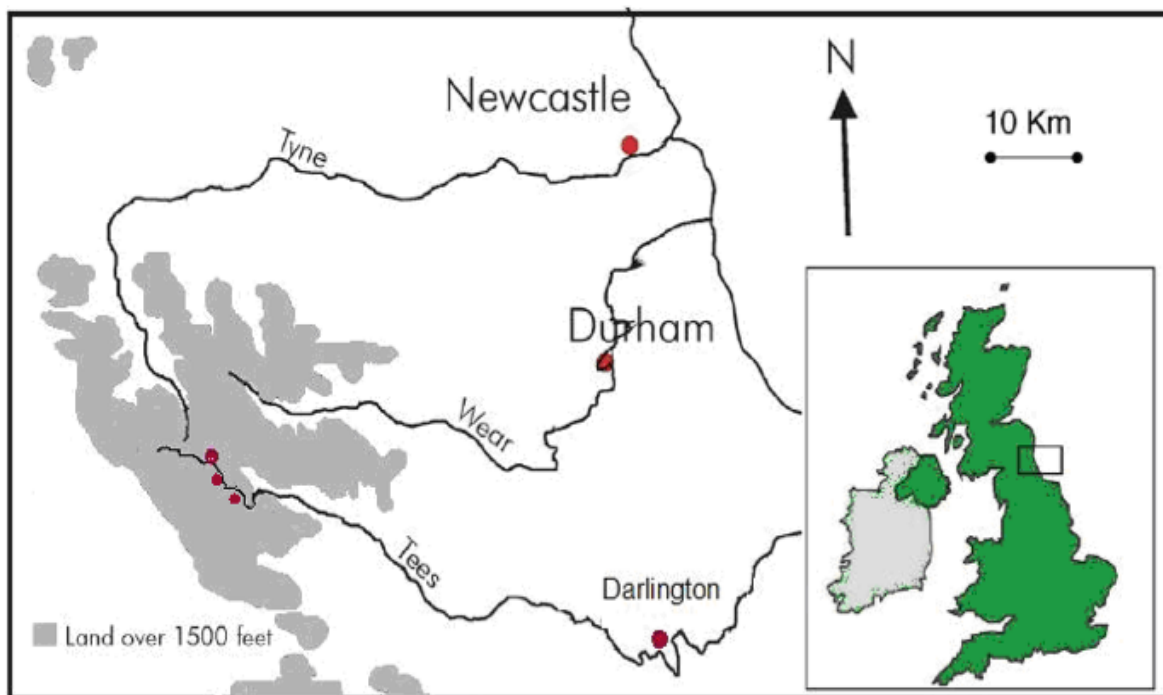 Newcastle
N
10 Km
Tyne
Durham
Wear
Tees
Darlington
Land over 1500 feet